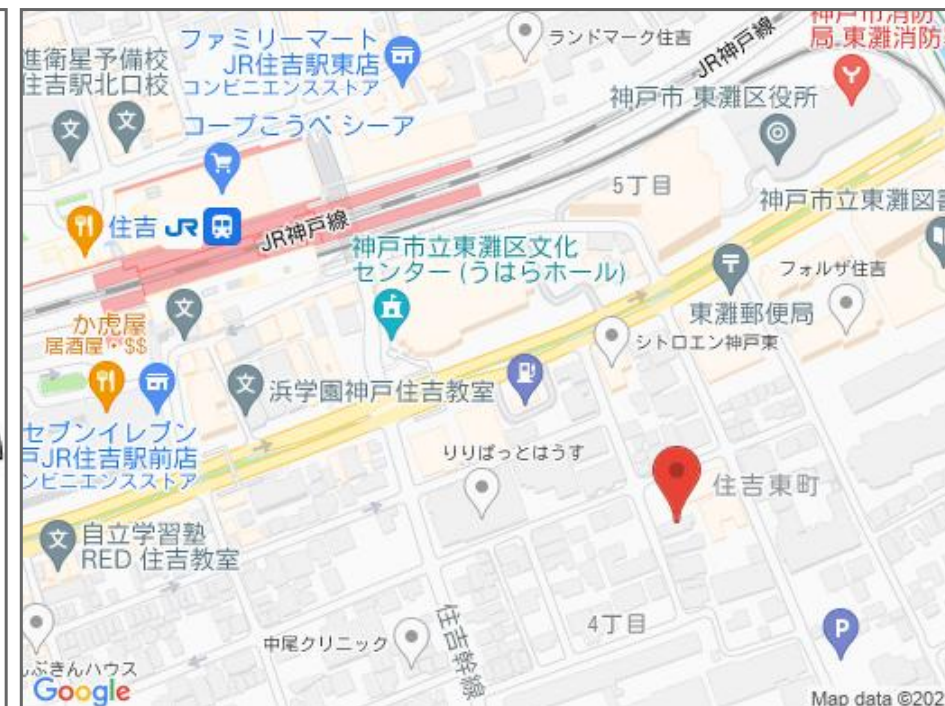 ファミリーマート
JR住吉駅東店
コンビニエンスストア
ランドマーク住吉
JR神戸線
神戸市消防
局 東灘消防
進衛星予備校
住吉駅北口校
文
文
コープこうべ シーア
神戸市 東灘区役所
5丁目
神戸市立東灘図
住吉 JR
JR神戸線
神戸市立東灘区文化
センター (うはらホール)
〒
フォルザ住吉
東灘郵便局
文
か虎屋
居酒屋・$$
シトロエン神戸東
文
浜学園神戸住吉教室
セブンイレブン
戸JR住吉駅前店
ンビニエンスストア
りりぱっとはうす
住吉東町
文
自立学習塾
RED 住吉教室
4丁目
P
中尾クリニック
住吉幹線
ぶきんハウス
Google
Map data ©202